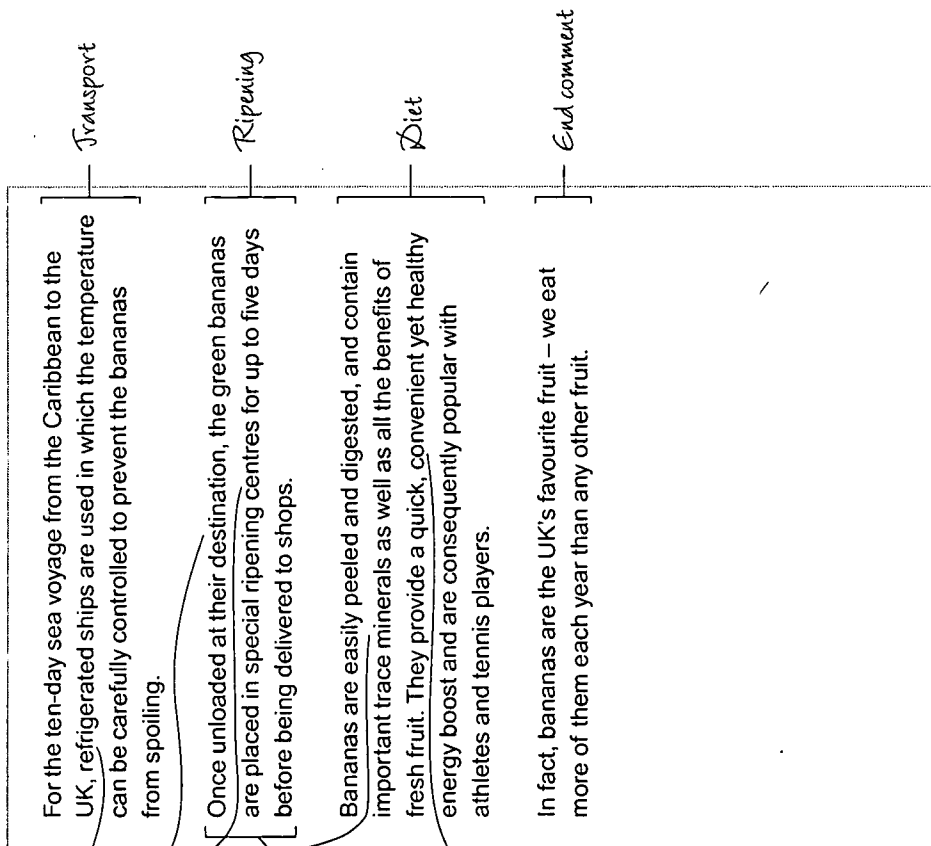 For the ten-day sea voyage from the Caribbean to the
UK, refrigerated ships are used in which the temperature
can be carefully controlled to prevent the bananas
from spoiling.
Transport
Once unloaded at their destination, the green bananas
are placed in special ripening centres for up to five days
before being delivered to shops.
Ripening
Bananas are easily peeled and digested, and contain
important trace minerals as well as all the benefits of
fresh fruit. They provide a quick, convenient yet healthy
energy boost and are consequently popular with
athletes and tennis players.
Diet
In fact, bananas are the UK's favourite fruit – we eat
more of them each year than any other fruit.
End comment